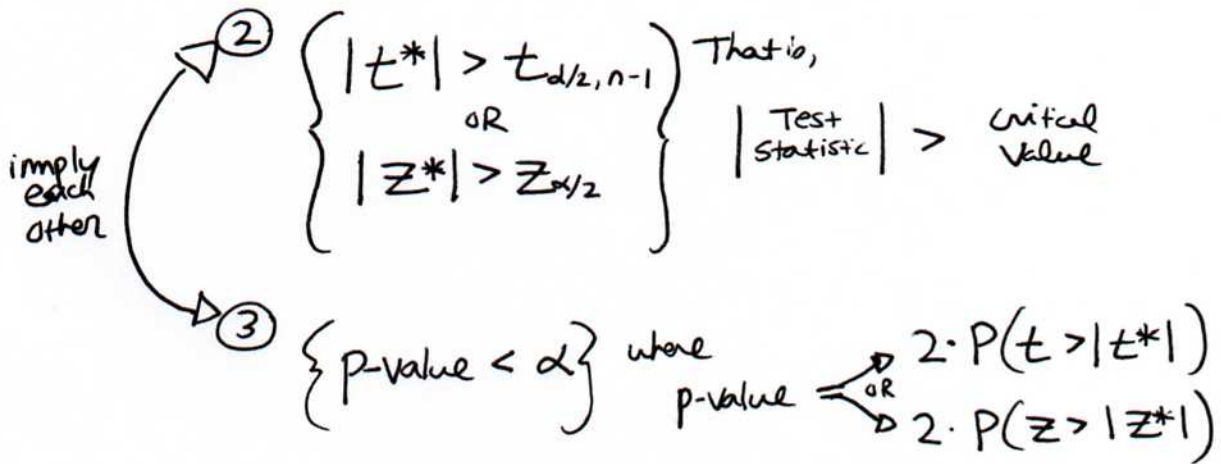 ② { |t*| > t_{α/2, n-1} } That is,
OR
|z*| > z_{α/2}
| Test Statistic | > critical value
imply
each
other
③ { p-value < α } where
p-value = 2·P(t > |t*|)
OR
2·P(z > |z*|)